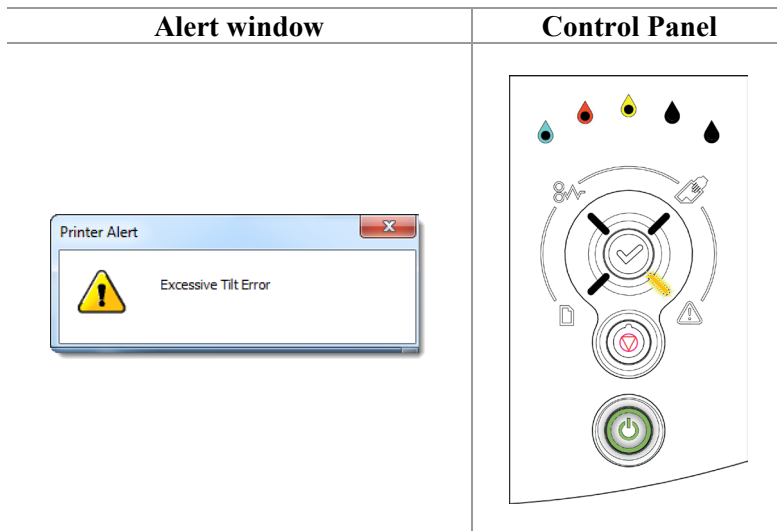 Alert window
Control Panel
Printer Alert
Excessive Tilt Error